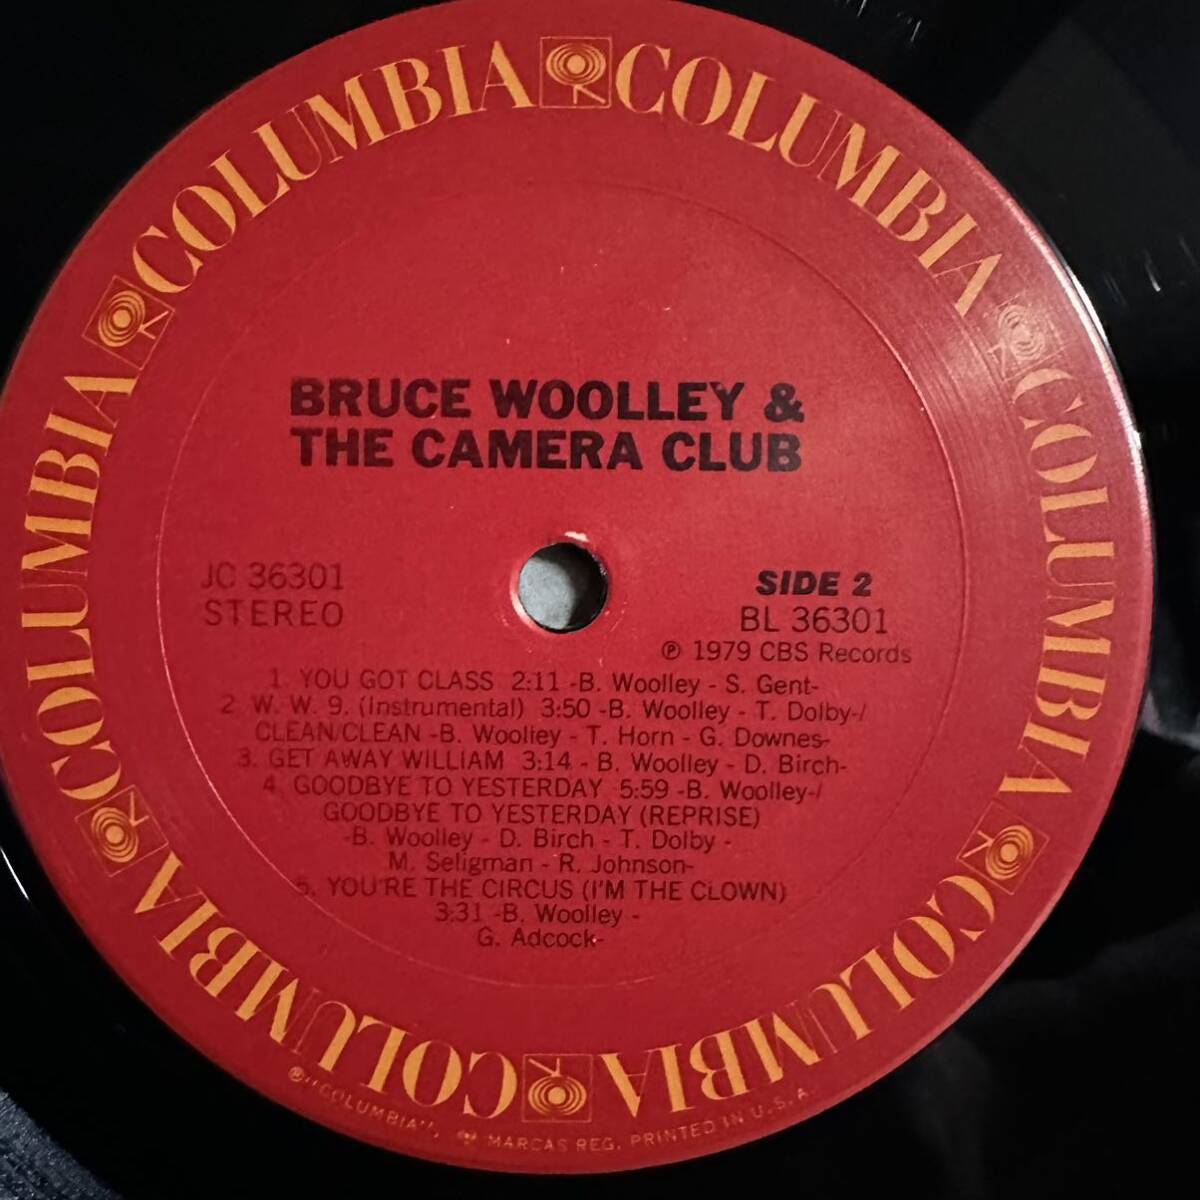 COLUMBIA COLUMBIA COLUMBIA COLUMBIA COLUMBIA COLUMBIA COLUMBIA COLUMBIA
BRUCE WOOLLEY &
THE CAMERA CLUB
JC 36301
STEREO
SIDE 2
BL 36301
℗ 1979 CBS Records
1. YOU GOT CLASS 2:11 -B. Woolley - S. Gent-
2 W. W. 9. (Instrumental) 3:50 -B. Woolley - T. Dolby-/
CLEAN/CLEAN -B. Woolley - T. Horn - G. Downes-
3. GET AWAY WILLIAM 3:14 - B. Woolley - D. Birch-
4. GOODBYE TO YESTERDAY 5:59 -B. Woolley-/
GOODBYE TO YESTERDAY (REPRISE)
-B. Woolley - D. Birch - T. Dolby -
M. Seligman - R. Johnson-
5. YOU'RE THE CIRCUS (I'M THE CLOWN)
3:31 -B. Woolley -
G. Adcock-
®"COLUMBIA", MARCAS REG. PRINTED IN U.S.A.